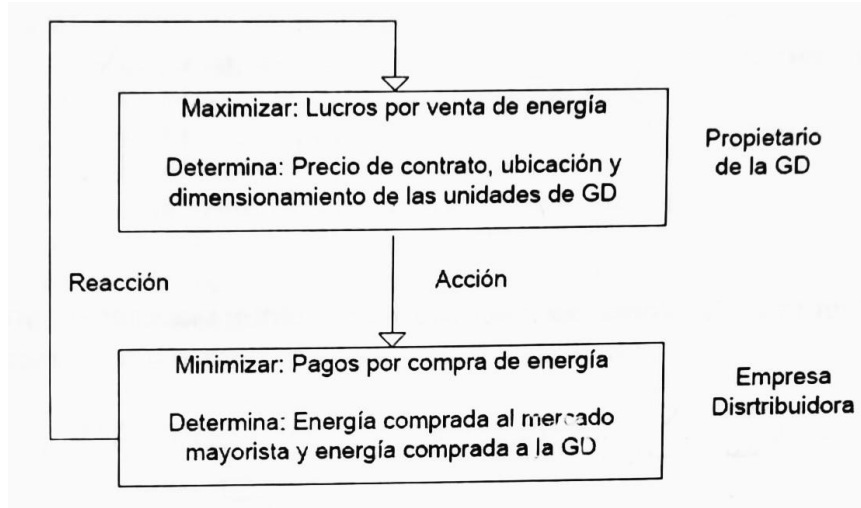 Maximizar: Lucros por venta de energía
Determina: Precio de contrato, ubicación y
dimensionamiento de las unidades de GD
Propietario
de la GD
Reacción
Acción
Minimizar: Pagos por compra de energía
Determina: Energía comprada al mercado
mayorista y energía comprada a la GD
Empresa
Disrtribuidora